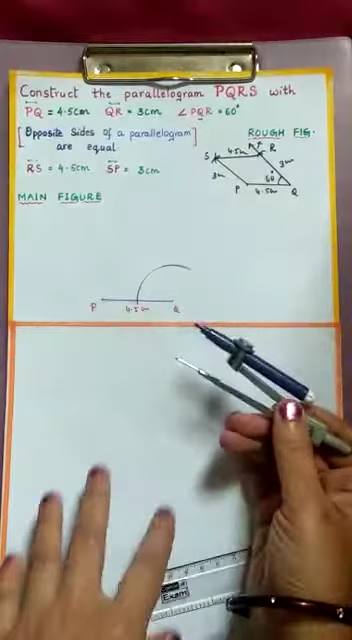 Construct the parallelogram PQRS with
PQ = 4.5cm QR = 3cm ∠ PQR = 60°
[ Opposite Sides of a parallelogram ]
are equal
ROUGH FIG.
RS = 4.5cm SP = 3cm
S 4.5cm R
3cm 60° 3cm
P 4.5cm Q
MAIN FIGURE
P 4.5cm Q
Exam